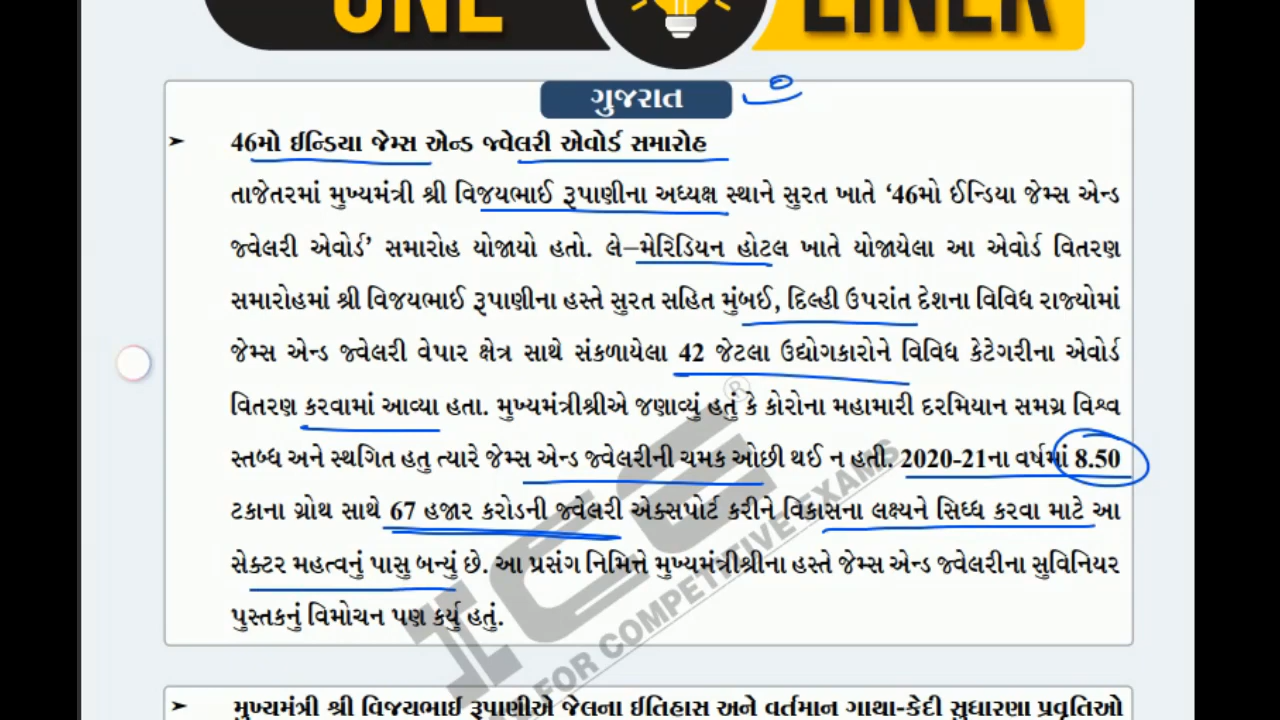 ONE LINER
ગુજરાત
➤ 46મો ઈન્ડિયા જેમ્સ એન્ડ જ્વેલરી એવોર્ડ સમારોહ
તાજેતરમાં મુખ્યમંત્રી શ્રી વિજયભાઈ રૂપાણીના અધ્યક્ષ સ્થાને સુરત ખાતે ‘46મો ઈન્ડિયા જેમ્સ એન્ડ
જ્વેલરી એવોર્ડ’ સમારોહ યોજાયો હતો. લે–મેરિડિયન હોટલ ખાતે યોજાયેલા આ એવોર્ડ વિતરણ
સમારોહમાં શ્રી વિજયભાઈ રૂપાણીના હસ્તે સુરત સહિત મુંબઈ, દિલ્હી ઉપરાંત દેશના વિવિધ રાજ્યોમાં
જેમ્સ એન્ડ જ્વેલરી વેપાર ક્ષેત્ર સાથે સંકળાયેલા 42 જેટલા ઉદ્યોગકારોને વિવિધ કેટેગરીના એવોર્ડ
વિતરણ કરવામાં આવ્યા હતા. મુખ્યમંત્રીશ્રીએ જણાવ્યું હતું કે કોરોના મહામારી દરમિયાન સમગ્ર વિશ્વ
સ્તબ્ધ અને સ્થગિત હતુ ત્યારે જેમ્સ એન્ડ જ્વેલરીની ચમક ઓછી થઈ ન હતી. 2020-21ના વર્ષમાં 8.50
ટકાના ગ્રોથ સાથે 67 હજાર કરોડની જ્વેલરી એક્સપોર્ટ કરીને વિકાસના લક્ષ્યને સિધ્ધ કરવા માટે આ
સેક્ટર મહત્વનું પાસુ બન્યું છે. આ પ્રસંગ નિમિત્તે મુખ્યમંત્રીશ્રીના હસ્તે જેમ્સ એન્ડ જ્વેલરીના સુવિનિયર
પુસ્તકનું વિમોચન પણ કર્યુ હતું.
ICE ®
FOR COMPETITIVE EXAMS
➤ મુખ્યમંત્રી શ્રી વિજયભાઈ રૂપાણીએ જેલના ઈતિહાસ અને વર્તમાન ગાથા-કેદી સુધારણા પ્રવૃતિઓ